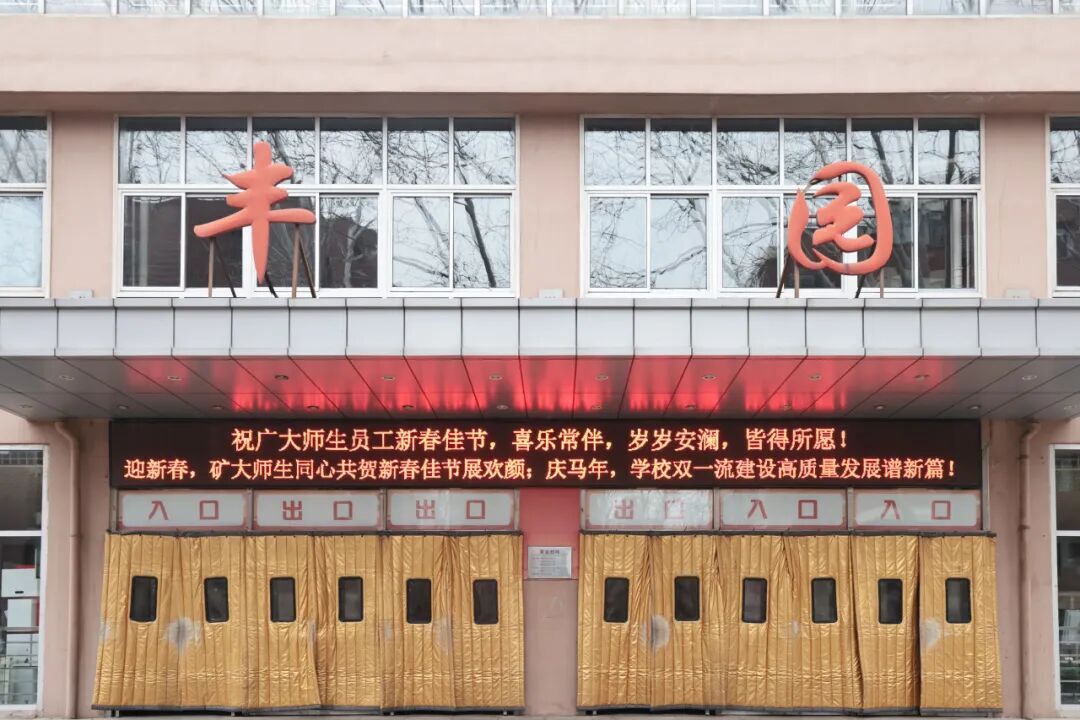 丰园
祝广大师生员工新春佳节，喜乐常伴，岁岁安澜，皆得所愿！
迎新春，矿大师生同心共贺新春佳节展欢颜；庆马年，学校双一流建设高质量发展谱新篇！
入口 出口 出口 出口 入口 入口